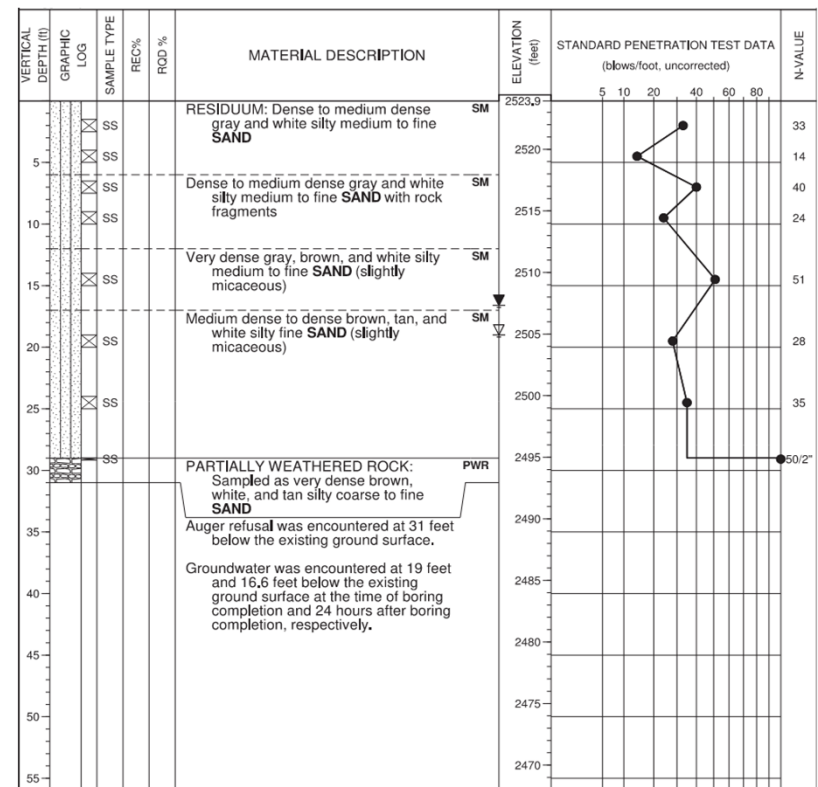 VERTICAL DEPTH (ft)
GRAPHIC LOG
SAMPLE TYPE
REC%
RQD %
MATERIAL DESCRIPTION
ELEVATION (feet)
STANDARD PENETRATION TEST DATA
(blows/foot, uncorrected)
5 10 20 40 60 80
N-VALUE
2523.9
RESIDUUM: Dense to medium dense SM
gray and white silty medium to fine
SAND
SS 33
2520
5 SS 14
Dense to medium dense gray and white SM
silty medium to fine SAND with rock
fragments
SS 40
2515
10 SS 24
Very dense gray, brown, and white silty SM
medium to fine SAND (slightly
micaceous)
2510
15 SS 51
Medium dense to dense brown, tan, and SM
white silty fine SAND (slightly
micaceous)
2505
20 SS 28
2500
25 SS 35
SS 50/2"
2495
30
PARTIALLY WEATHERED ROCK: PWR
Sampled as very dense brown,
white, and tan silty coarse to fine
SAND
2490
35
Auger refusal was encountered at 31 feet
below the existing ground surface.
Groundwater was encountered at 19 feet
and 16.6 feet below the existing
ground surface at the time of boring
completion and 24 hours after boring
completion, respectively.
2485
40
2480
45
2475
50
2470
55